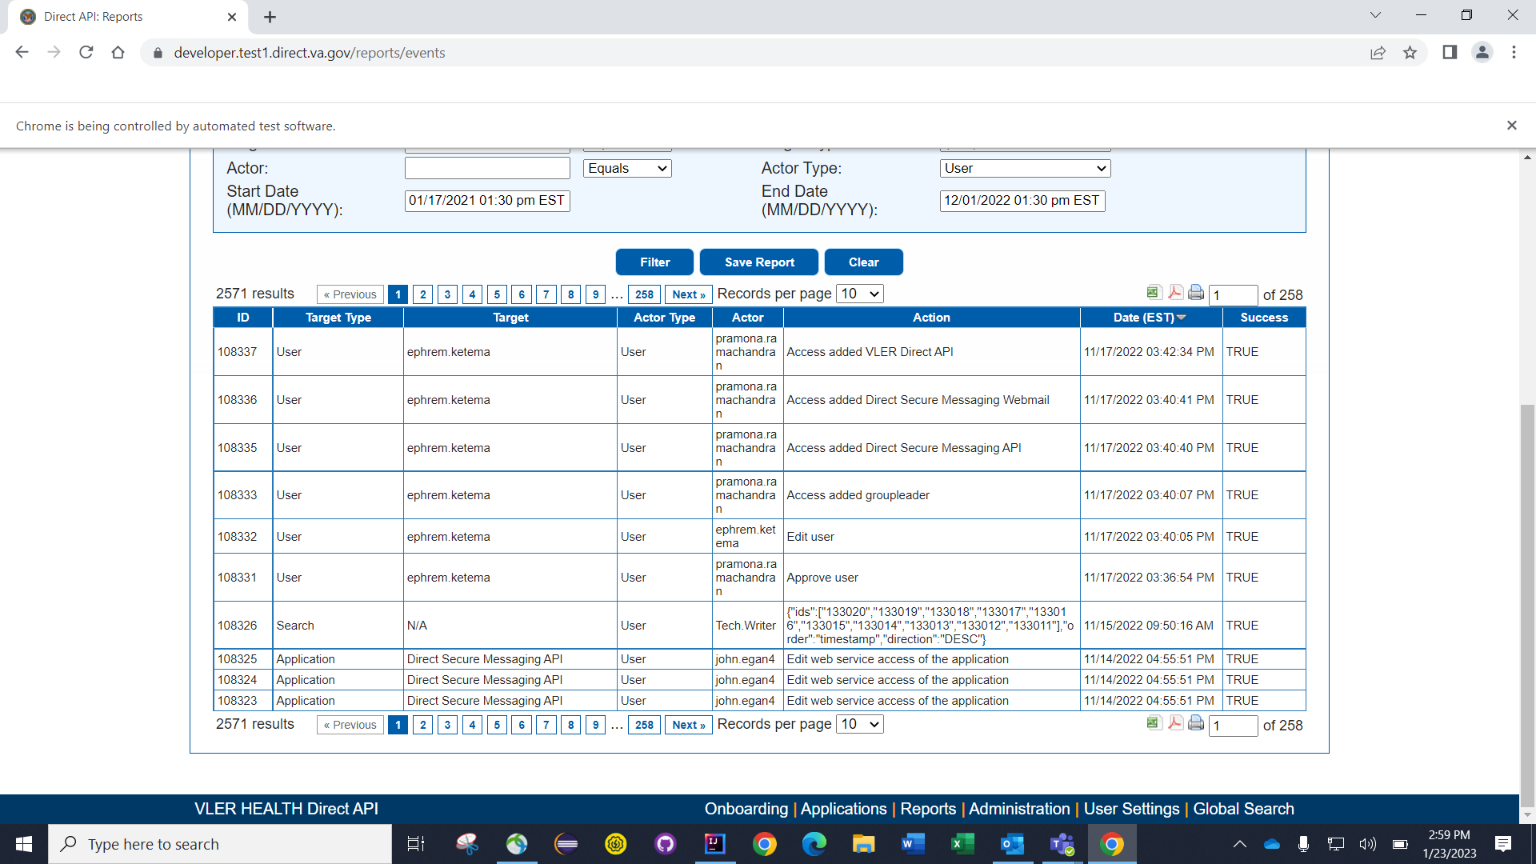 Direct API: Reports
developer.test1.direct.va.gov/reports/events
Chrome is being controlled by automated test software.
Actor: Equals Actor Type: User
Start Date
(MM/DD/YYYY): 01/17/2021 01:30 pm EST End Date
(MM/DD/YYYY): 12/01/2022 01:30 pm EST
Filter Save Report Clear
2571 results « Previous 1 2 3 4 5 6 7 8 9 ... 258 Next » Records per page 10 1 of 258
ID Target Type Target Actor Type Actor Action Date (EST) Success
108337 User ephrem.ketema User pramona.ra
machandra
n Access added VLER Direct API 11/17/2022 03:42:34 PM TRUE
108336 User ephrem.ketema User pramona.ra
machandra
n Access added Direct Secure Messaging Webmail 11/17/2022 03:40:41 PM TRUE
108335 User ephrem.ketema User pramona.ra
machandra
n Access added Direct Secure Messaging API 11/17/2022 03:40:40 PM TRUE
108333 User ephrem.ketema User pramona.ra
machandra
n Access added groupleader 11/17/2022 03:40:07 PM TRUE
108332 User ephrem.ketema User ephrem.ket
ema Edit user 11/17/2022 03:40:05 PM TRUE
108331 User ephrem.ketema User pramona.ra
machandra
n Approve user 11/17/2022 03:36:54 PM TRUE
108326 Search N/A User Tech.Writer {"ids":["133020","133019","133018","133017","13301
6","133015","133014","133013","133012","133011"],"o
rder":"timestamp","direction":"DESC"} 11/15/2022 09:50:16 AM TRUE
108325 Application Direct Secure Messaging API User john.egan4 Edit web service access of the application 11/14/2022 04:55:51 PM TRUE
108324 Application Direct Secure Messaging API User john.egan4 Edit web service access of the application 11/14/2022 04:55:51 PM TRUE
108323 Application Direct Secure Messaging API User john.egan4 Edit web service access of the application 11/14/2022 04:55:51 PM TRUE
2571 results « Previous 1 2 3 4 5 6 7 8 9 ... 258 Next » Records per page 10 1 of 258
VLER HEALTH Direct API Onboarding | Applications | Reports | Administration | User Settings | Global Search
Type here to search
2:59 PM
1/23/2023